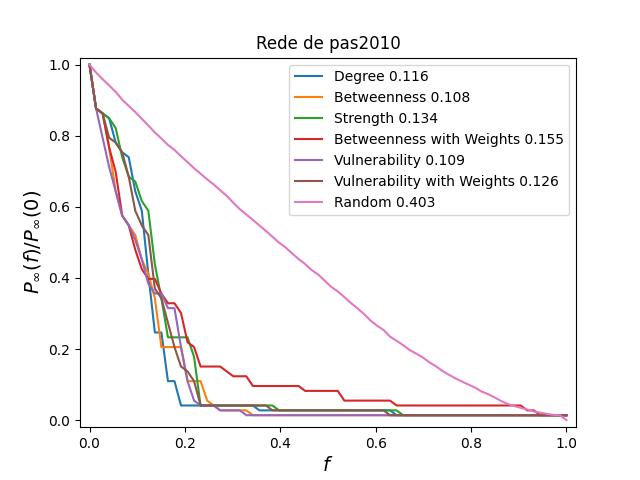 Rede de pas2010
Degree 0.116
Betweenness 0.108
Strength 0.134
Betweenness with Weights 0.155
Vulnerability 0.109
Vulnerability with Weights 0.126
Random 0.403
P∞(f)/P∞(0)
1.0
0.8
0.6
0.4
0.2
0.0
0.0 0.2 0.4 0.6 0.8 1.0
f